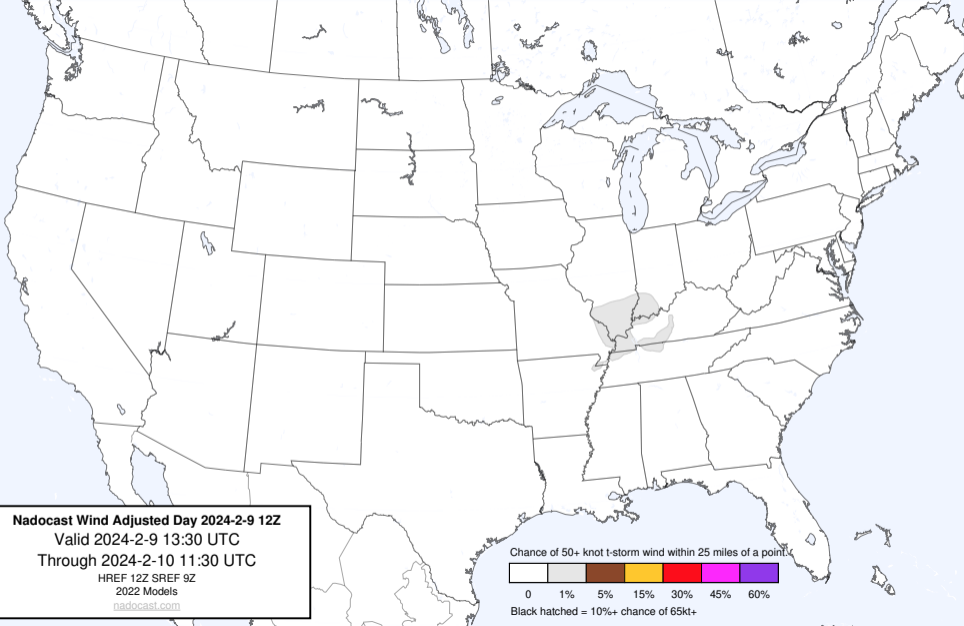 Nadocast Wind Adjusted Day 2024-2-9 12Z
Valid 2024-2-9 13:30 UTC
Through 2024-2-10 11:30 UTC
HREF 12Z SREF 9Z
2022 Models
nadocast.com
Chance of 50+ knot t-storm wind within 25 miles of a point.
0 1% 5% 15% 30% 45% 60%
Black hatched = 10%+ chance of 65kt+